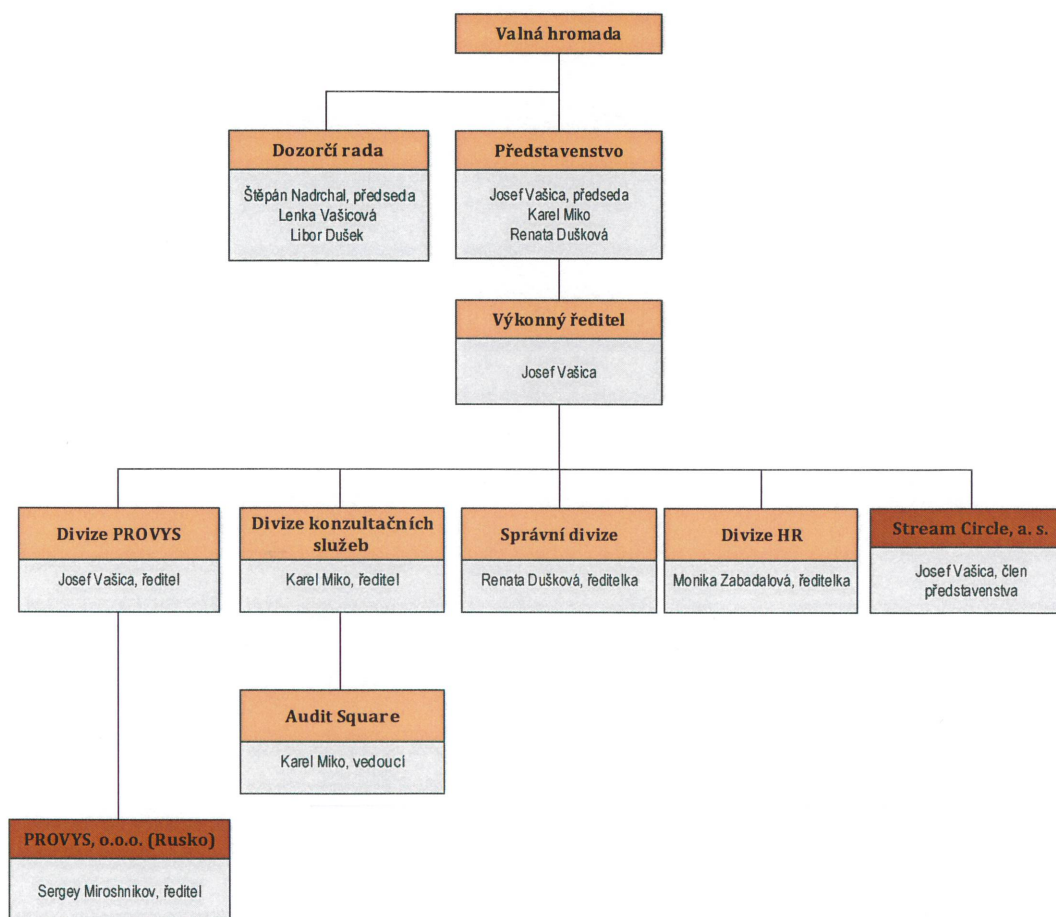 Valná hromada
Dozorčí rada
Štěpán Nadrchal, předseda
Lenka Vašicová
Libor Dušek
Představenstvo
Josef Vašica, předseda
Karel Miko
Renata Dušková
Výkonný ředitel
Josef Vašica
Divize PROVYS
Josef Vašica, ředitel
Divize konzultačních
služeb
Karel Miko, ředitel
Správní divize
Renata Dušková, ředitelka
Divize HR
Monika Zabadalová, ředitelka
Stream Circle, a. s.
Josef Vašica, člen
představenstva
Audit Square
Karel Miko, vedoucí
PROVYS, o.o.o. (Rusko)
Sergey Miroshnikov, ředitel